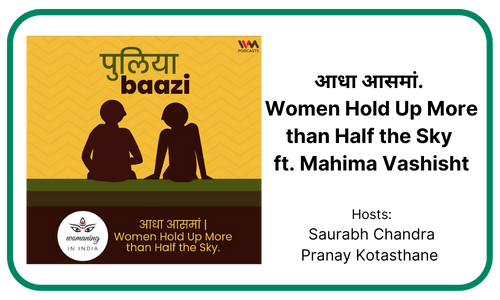 IVM
PODCASTS
पुलिया
baazi
womaning
IN INDIA
आधा आसमां |
Women Hold Up More
than Half the Sky.
आधा आसमां.
Women Hold Up More
than Half the Sky
ft. Mahima Vashisht
Hosts:
Saurabh Chandra
Pranay Kotasthane